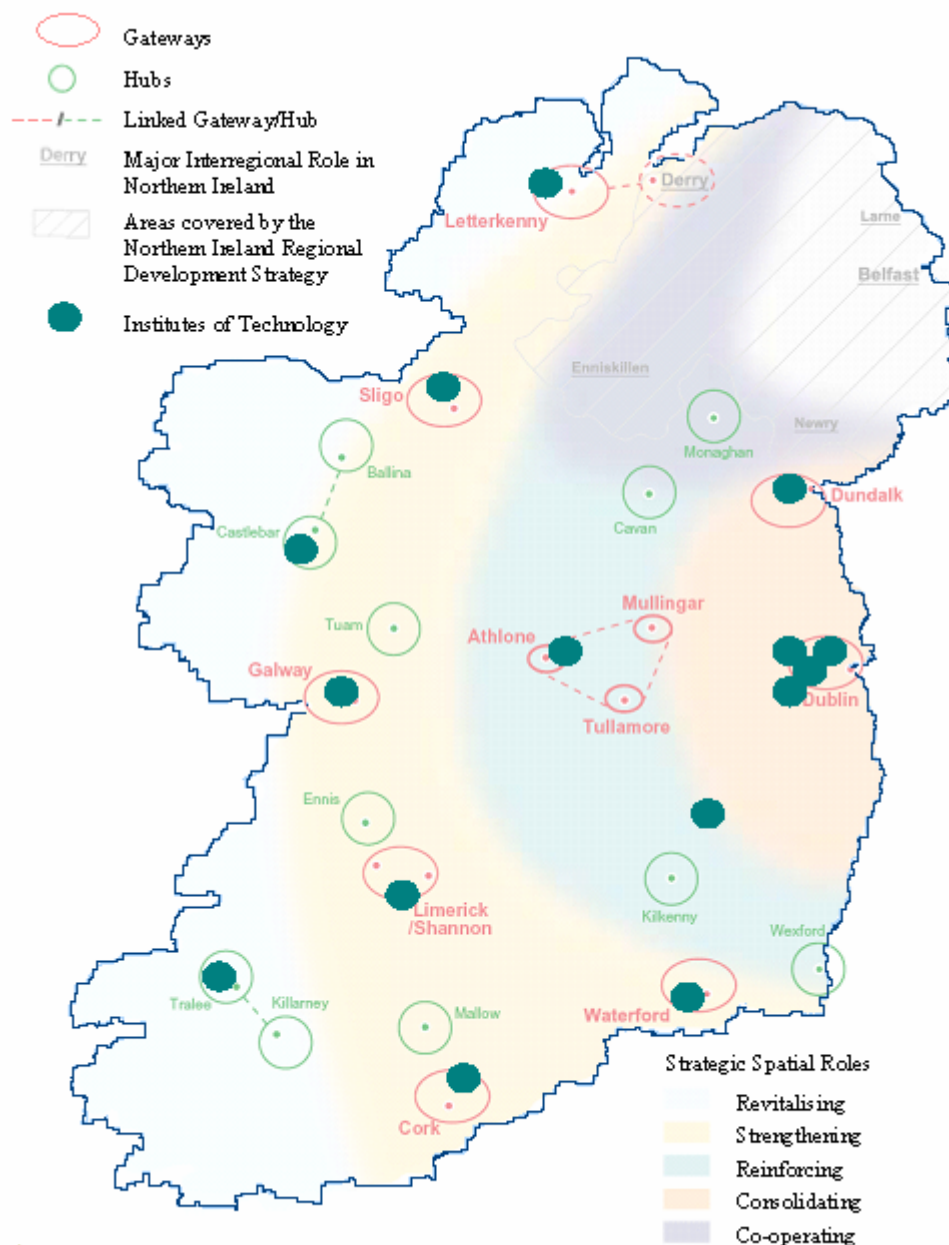 Gateways
Hubs
Linked Gateway/Hub
Derry
Major Interregional Role in
Northern Ireland
Areas covered by the
Northern Ireland Regional
Development Strategy
Institutes of Technology
Derry
Letterkenny
Larne
Belfast
Enniskillen
Sligo
Newry
Monaghan
Ballina
Dundalk
Castlebar
Cavan
Mullingar
Tuam
Athlone
Galway
Dublin
Tullamore
Ennis
Limerick
/Shannon
Kilkenny
Wexford
Tralee
Killarney
Mallow
Waterford
Cork
Strategic Spatial Roles
Revitalising
Strengthening
Reinforcing
Consolidating
Co-operating